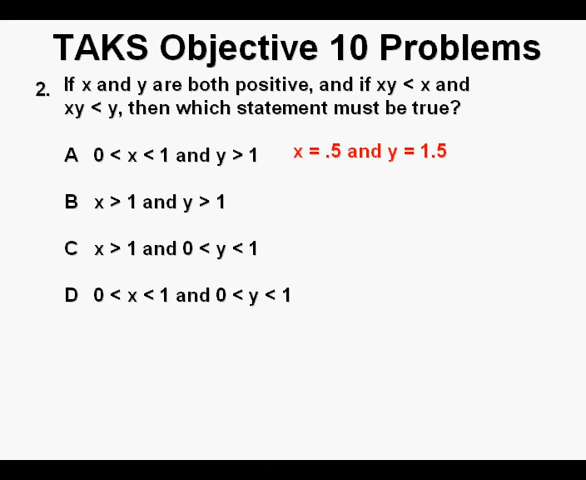 TAKS Objective 10 Problems
2. If x and y are both positive, and if xy < x and
xy < y, then which statement must be true?
A 0 < x < 1 and y > 1 x = .5 and y = 1.5
B x > 1 and y > 1
C x > 1 and 0 < y < 1
D 0 < x < 1 and 0 < y < 1